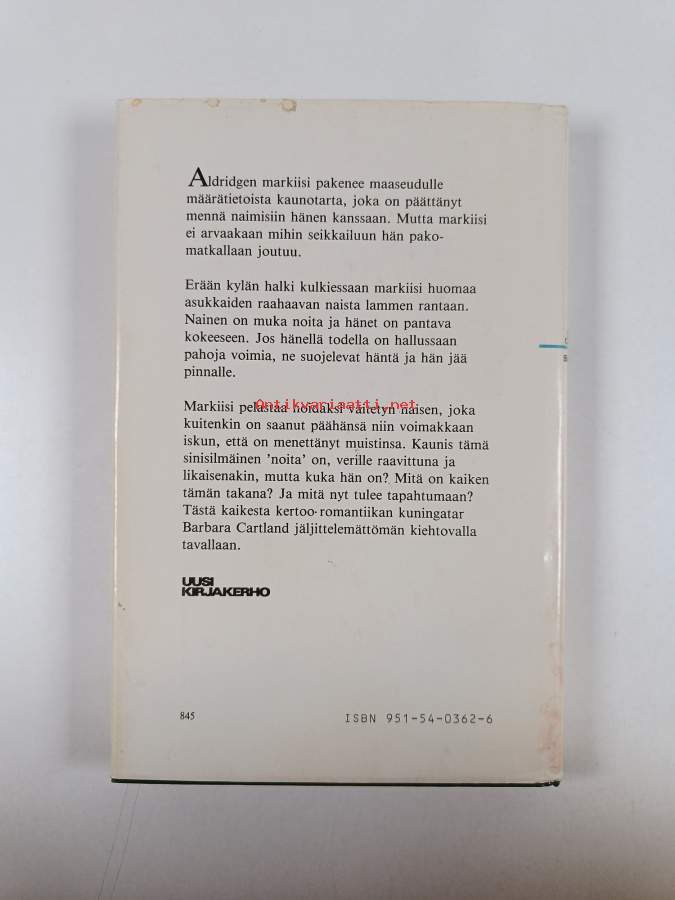 Aldridgen markiisi pakenee maaseudulle
määrätietoista kaunotarta, joka on päättänyt
mennä naimisiin hänen kanssaan. Mutta markiisi
ei arvaakaan mihin seikkailuun hän pako-
matkallaan joutuu.
Erään kylän halki kulkiessaan markiisi huomaa
asukkaiden raahaavan naista lammen rantaan.
Nainen on muka noita ja hänet on pantava
kokeeseen. Jos hänellä todella on hallussaan
pahoja voimia, ne suojelevat häntä ja hän jää
pinnalle.
Antikvariaatti.net
Markiisi pelastaa noidaksi väitetyn naisen, joka
kuitenkin on saanut päähänsä niin voimakkaan
iskun, että on menettänyt muistinsa. Kaunis tämä
sinisilmäinen 'noita' on, verille raavittuna ja
likaisenakin, mutta kuka hän on? Mitä on kaiken
tämän takana? Ja mitä nyt tulee tapahtumaan?
Tästä kaikesta kertoo romantiikan kuningatar
Barbara Cartland jäljittelemättömän kiehtovalla
tavallaan.
UUSI
KIRJAKERHO
845
ISBN 951-54-0362-6